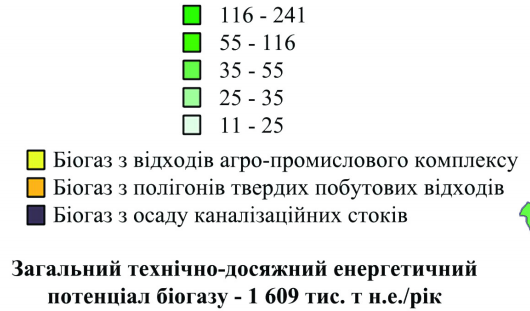 116 - 241
55 - 116
35 - 55
25 - 35
11 - 25
Біогаз з відходів агро-промислового комплексу
Біогаз з полігонів твердих побутових відходів
Біогаз з осаду каналізаційних стоків
Загальний технічно-досяжний енергетичний
потенціал біогазу - 1 609 тис. т н.е./рік